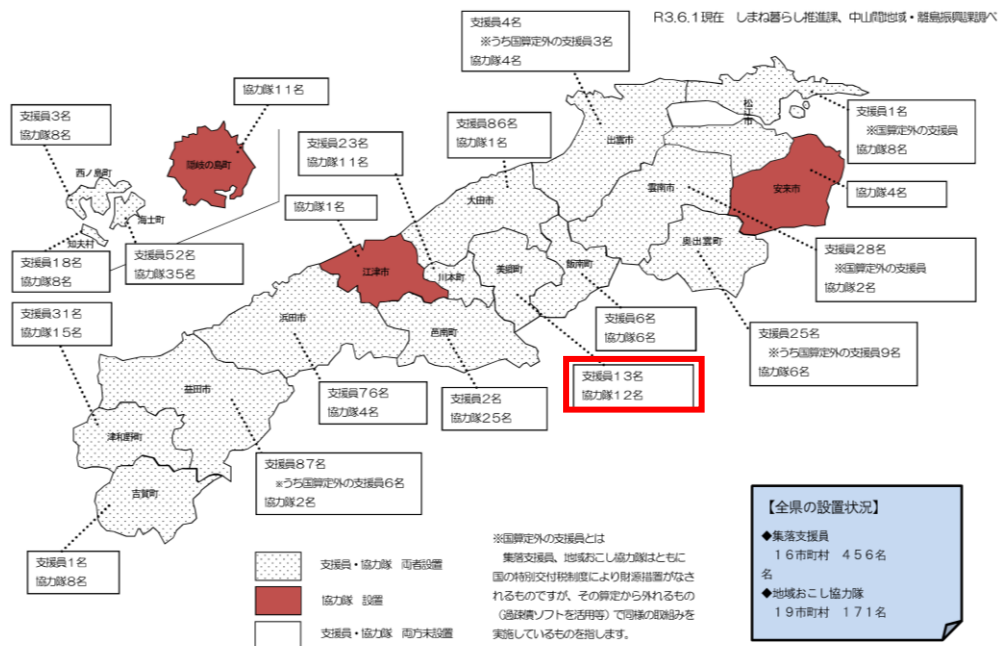 R3.6.1現在　しまね暮らし推進課、中山間地域・離島振興課調べ
支援員4名
※うち国算定外の支援員3名
協力隊4名
協力隊11名
支援員3名
協力隊8名
支援員23名
協力隊11名
支援員86名
協力隊1名
支援員1名
※国算定外の支援員
協力隊8名
松江市
出雲市
隠岐の島町
西ノ島町
海士町
知夫村
安来市
協力隊4名
雲南市
大田市
協力隊1名
奥出雲町
支援員18名
協力隊8名
支援員52名
協力隊35名
江津市
川本町
美郷町
飯南町
支援員28名
※国算定外の支援員
協力隊2名
支援員31名
協力隊15名
浜田市
邑南町
支援員6名
協力隊6名
支援員25名
※うち国算定外の支援員9名
協力隊6名
益田市
支援員76名
協力隊4名
支援員2名
協力隊25名
支援員13名
協力隊12名
津和野町
支援員87名
※うち国算定外の支援員6名
協力隊2名
吉賀町
支援員1名
協力隊8名
支援員・協力隊　両者設置
協力隊　設置
支援員・協力隊　両方未設置
※国算定外の支援員とは
集落支援員、地域おこし協力隊はともに
国の特別交付税制度により財源措置がなさ
れるものですが、その算定から外れるもの
（過疎債ソフトを活用等）で同様の取組みを
実施しているものを指します。
【全県の設置状況】
◆集落支援員
16市町村　456名
名
◆地域おこし協力隊
19市町村　171名